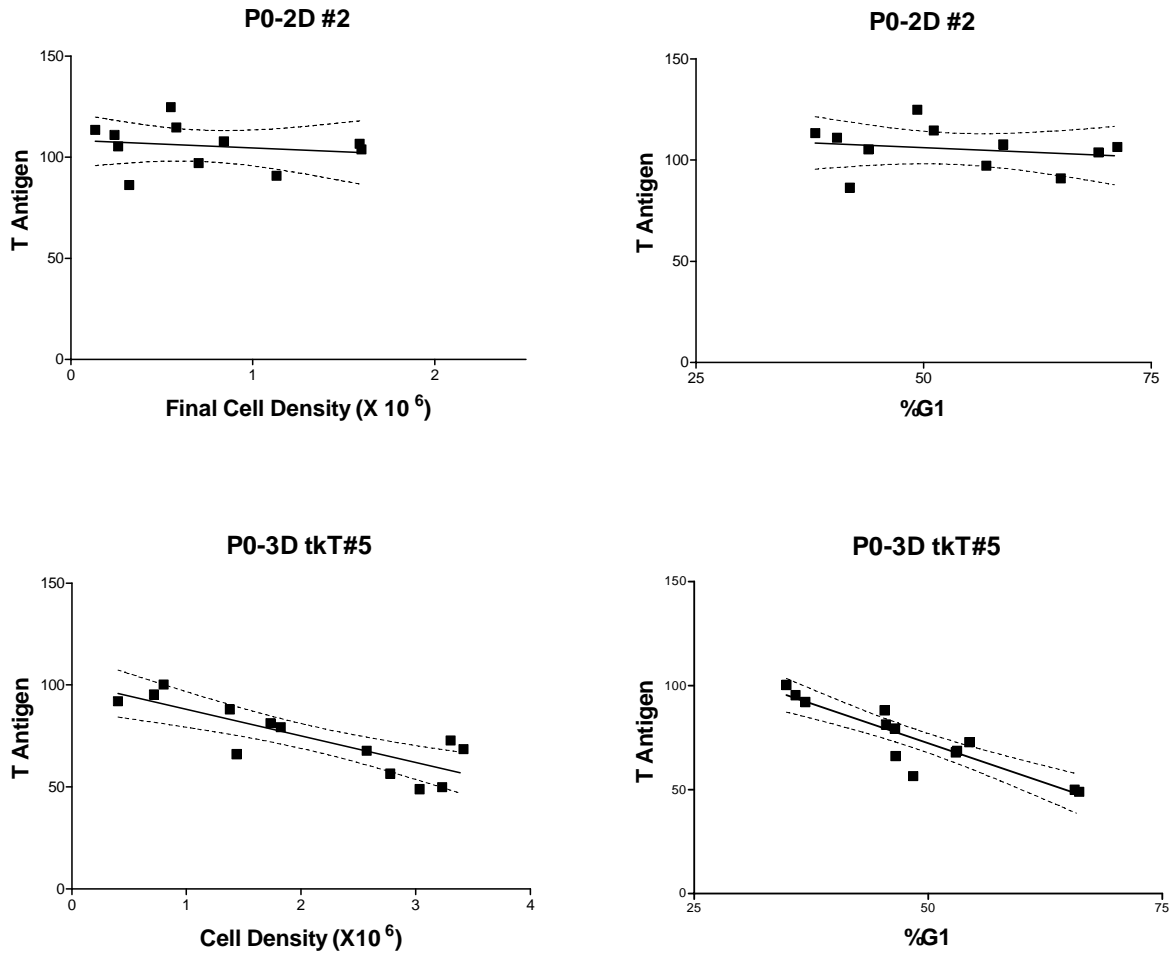 P0-2D #2
150
100
50
0
T Antigen
0 1 2
Final Cell Density (X 10 6)
P0-2D #2
150
100
50
0
T Antigen
25 50 75
%G1
P0-3D tkT#5
150
100
50
0
T Antigen
0 1 2 3 4
Cell Density (X10 6)
P0-3D tkT#5
150
100
50
0
T Antigen
25 50 75
%G1